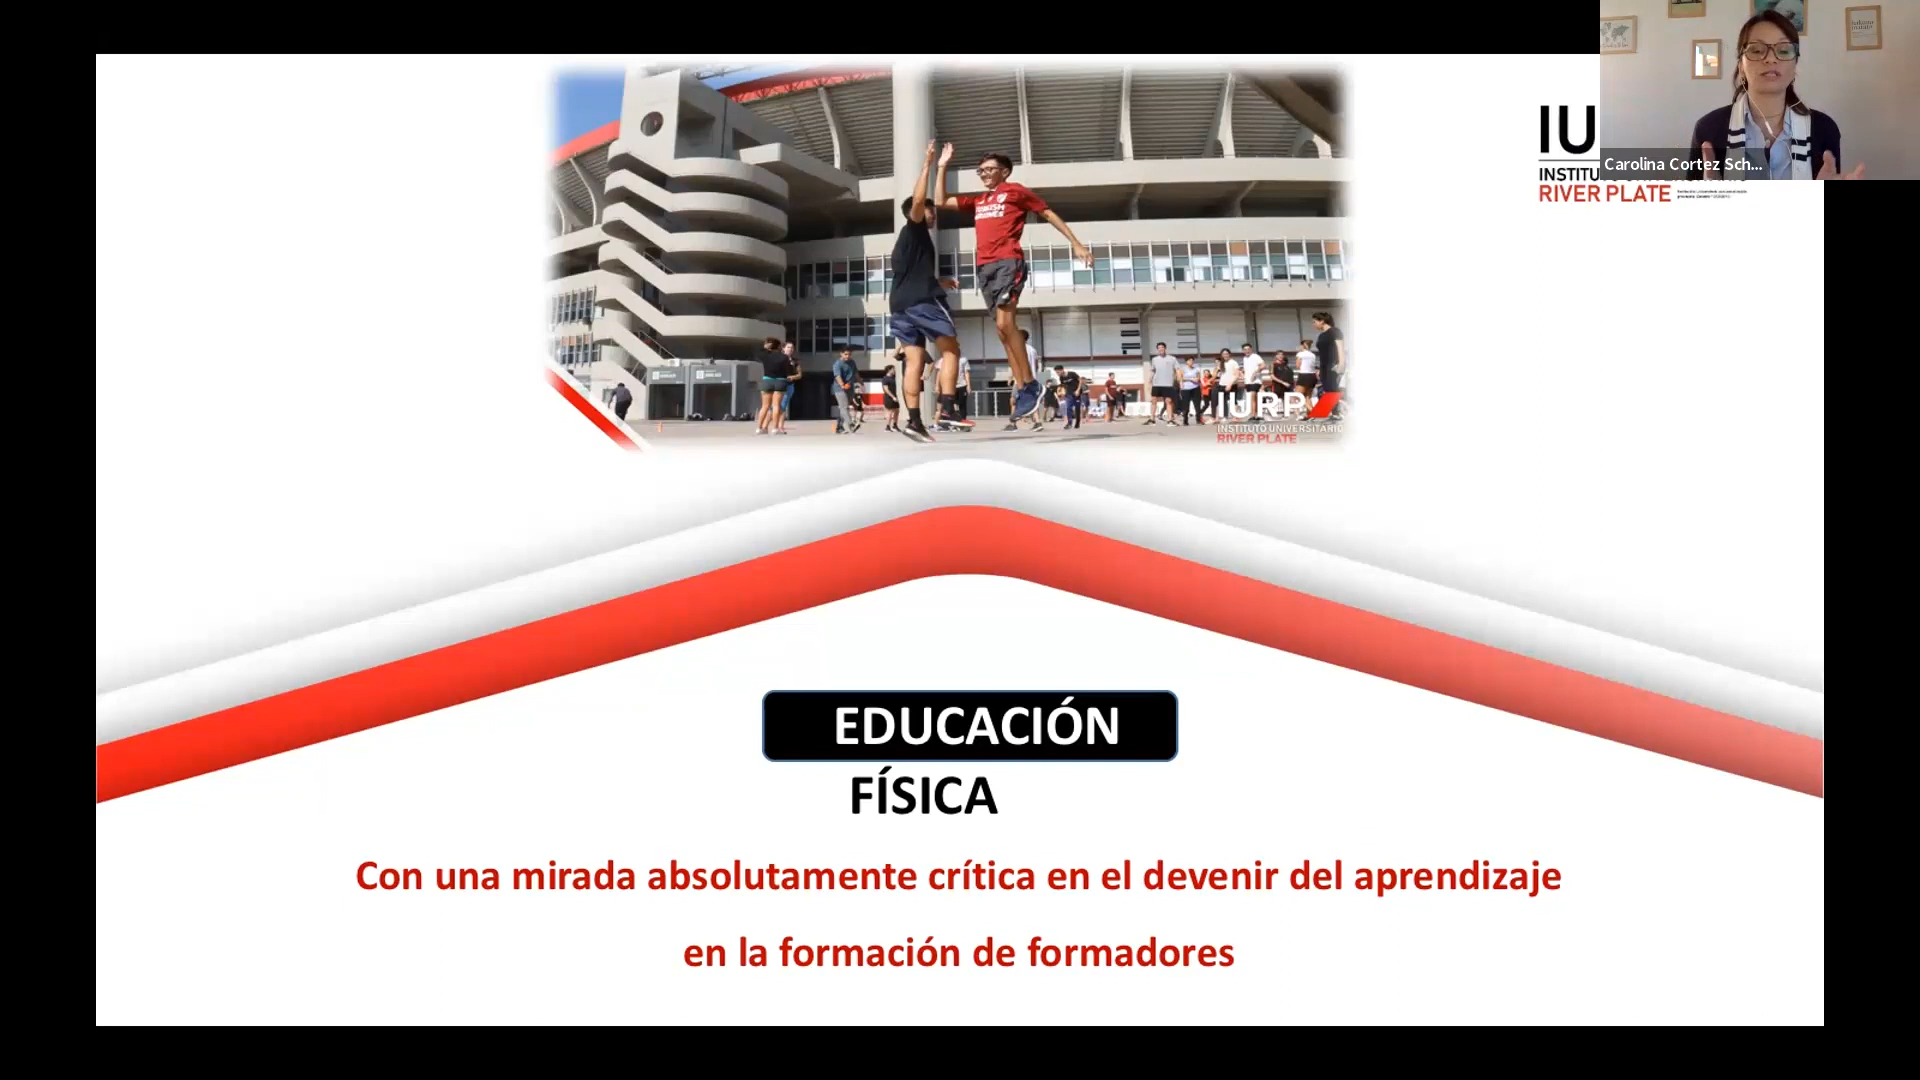 IU
INSTITU
RIVER PLATE
Carolina Cortez Sch...
IURP
INSTITUTO UNIVERSITARIO
RIVER PLATE
EDUCACIÓN
FÍSICA
Con una mirada absolutamente crítica en el devenir del aprendizaje
en la formación de formadores